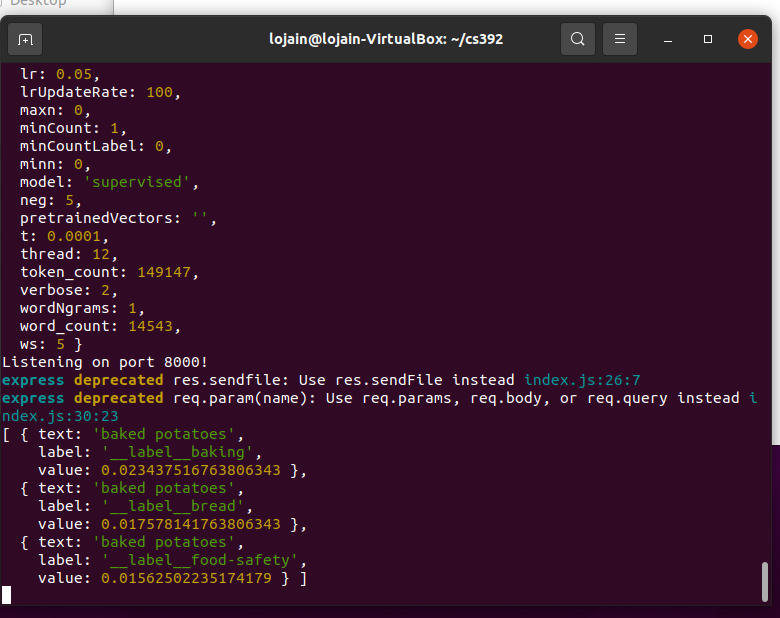 Desktop
lojain@lojain-VirtualBox: ~/cs392
lr: 0.05,
lrUpdateRate: 100,
maxn: 0,
minCount: 1,
minCountLabel: 0,
minn: 0,
model: 'supervised',
neg: 5,
pretrainedVectors: '',
t: 0.0001,
thread: 12,
token_count: 149147,
verbose: 2,
wordNgrams: 1,
word_count: 14543,
ws: 5 }
Listening on port 8000!
express deprecated res.sendfile: Use res.sendFile instead index.js:26:7
express deprecated req.param(name): Use req.params, req.body, or req.query instead i
ndex.js:30:23
[ { text: 'baked potatoes',
label: '__label__baking',
value: 0.023437516763806343 },
{ text: 'baked potatoes',
label: '__label__bread',
value: 0.017578141763806343 },
{ text: 'baked potatoes',
label: '__label__food-safety',
value: 0.01562502235174179 } ]